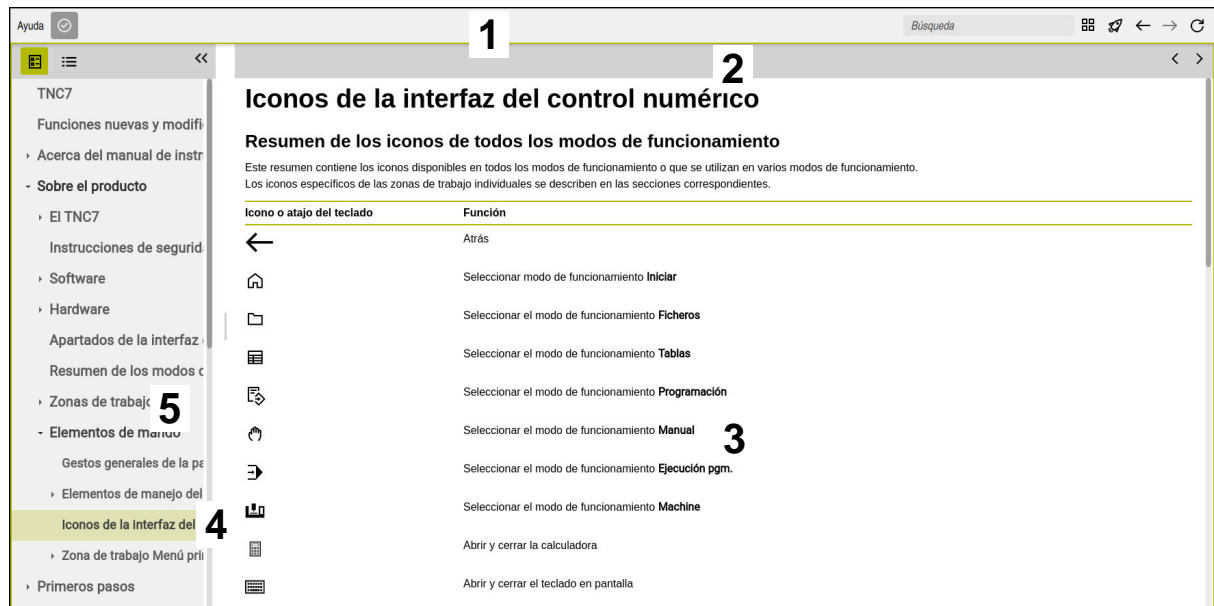 Ayuda
1
Búsqueda
2
TNC7
Funciones nuevas y modifi
Acerca del manual de instr
Sobre el producto
El TNC7
Instrucciones de segurid
Software
Hardware
Apartados de la interfaz
Resumen de los modos
Zonas de trabajo
5
Elementos de mando
Gestos generales de la pa
Elementos de manejo del
Iconos de la interfaz del
4
Zona de trabajo Menú pri
Primeros pasos
Iconos de la interfaz del control numérico
Resumen de los iconos de todos los modos de funcionamiento
Este resumen contiene los iconos disponibles en todos los modos de funcionamiento o que se utilizan en varios modos de funcionamiento.
Los iconos específicos de las zonas de trabajo individuales se describen en las secciones correspondientes.
Icono o atajo del teclado Función
Atrás
Seleccionar modo de funcionamiento Iniciar
Seleccionar el modo de funcionamiento Ficheros
Seleccionar el modo de funcionamiento Tablas
Seleccionar el modo de funcionamiento Programación
Seleccionar el modo de funcionamiento Manual
3
Seleccionar el modo de funcionamiento Ejecución pgm.
Seleccionar el modo de funcionamiento Machine
Abrir y cerrar la calculadora
Abrir y cerrar el teclado en pantalla